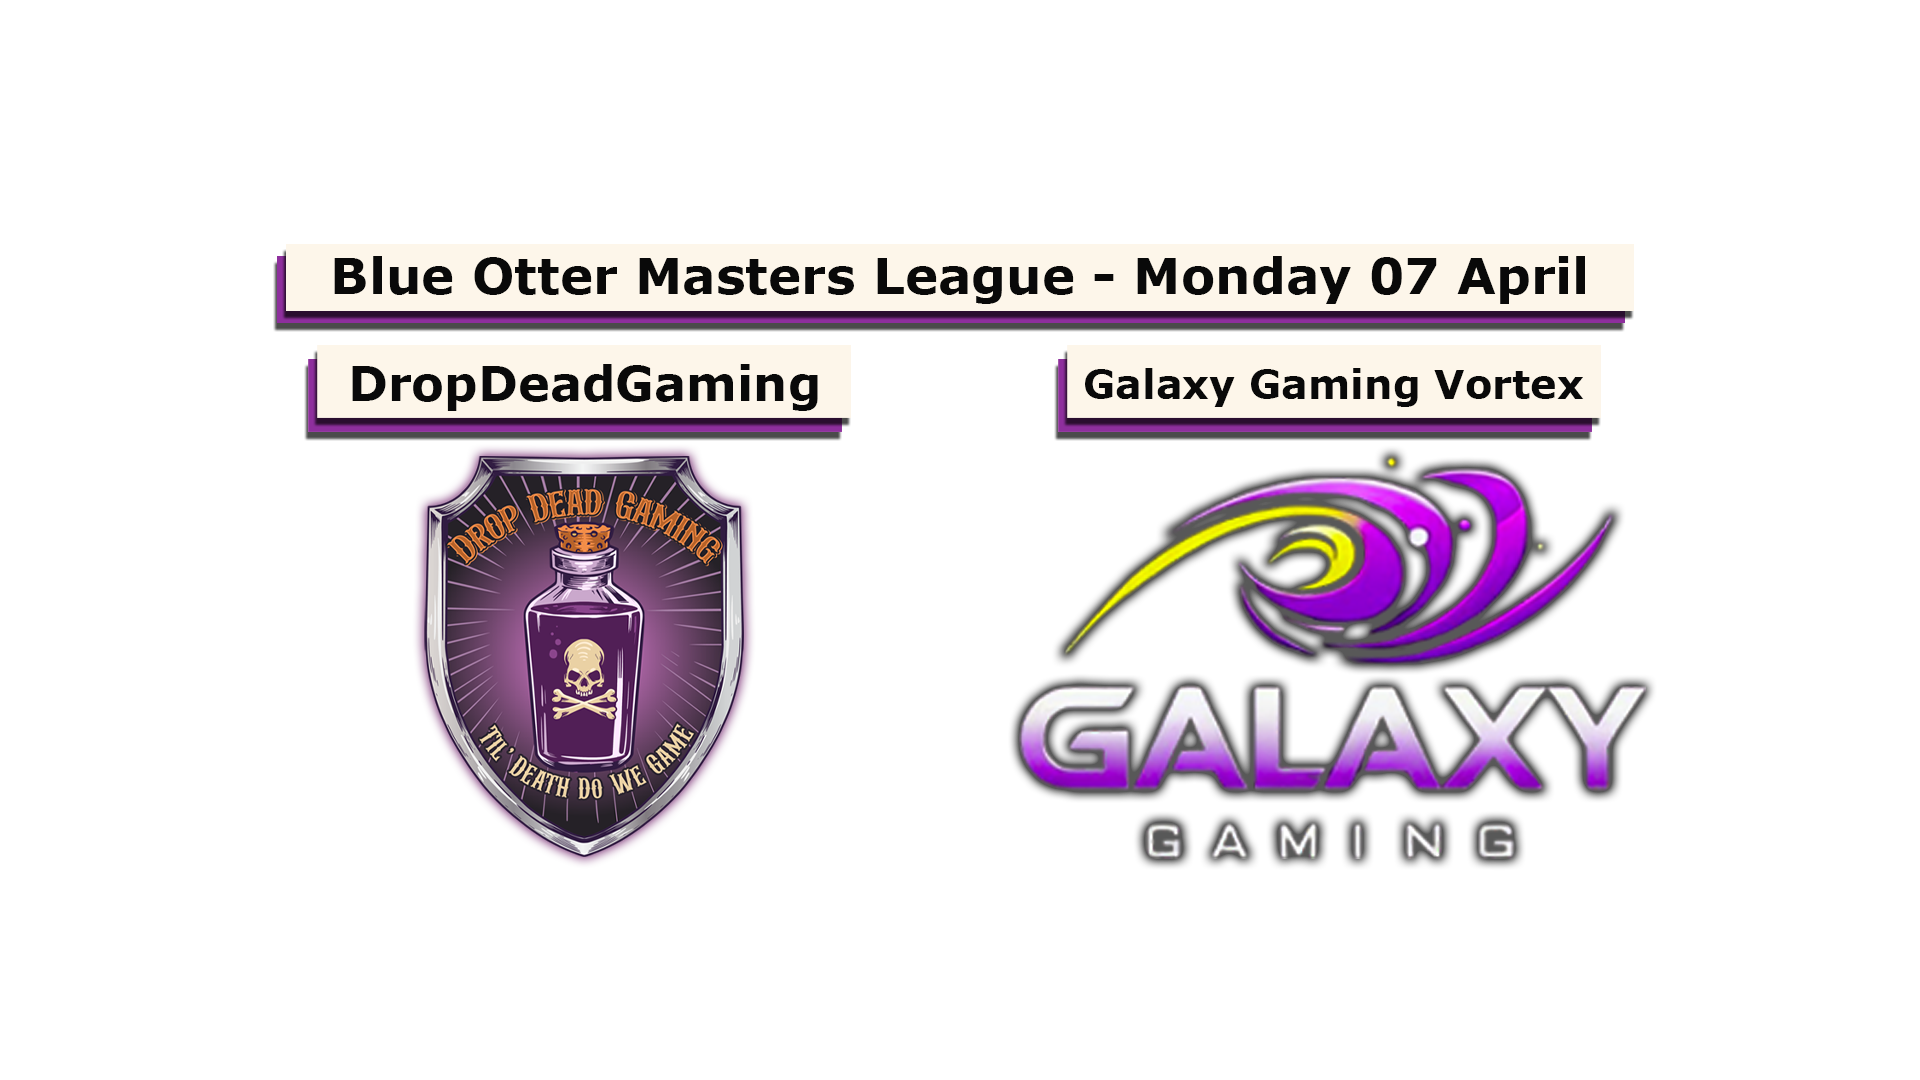 Blue Otter Masters League - Monday 07 April
DropDeadGaming
Galaxy Gaming Vortex
DROP DEAD GAMING
TIL' DEATH DO WE GAME
GALAXY
GAMING